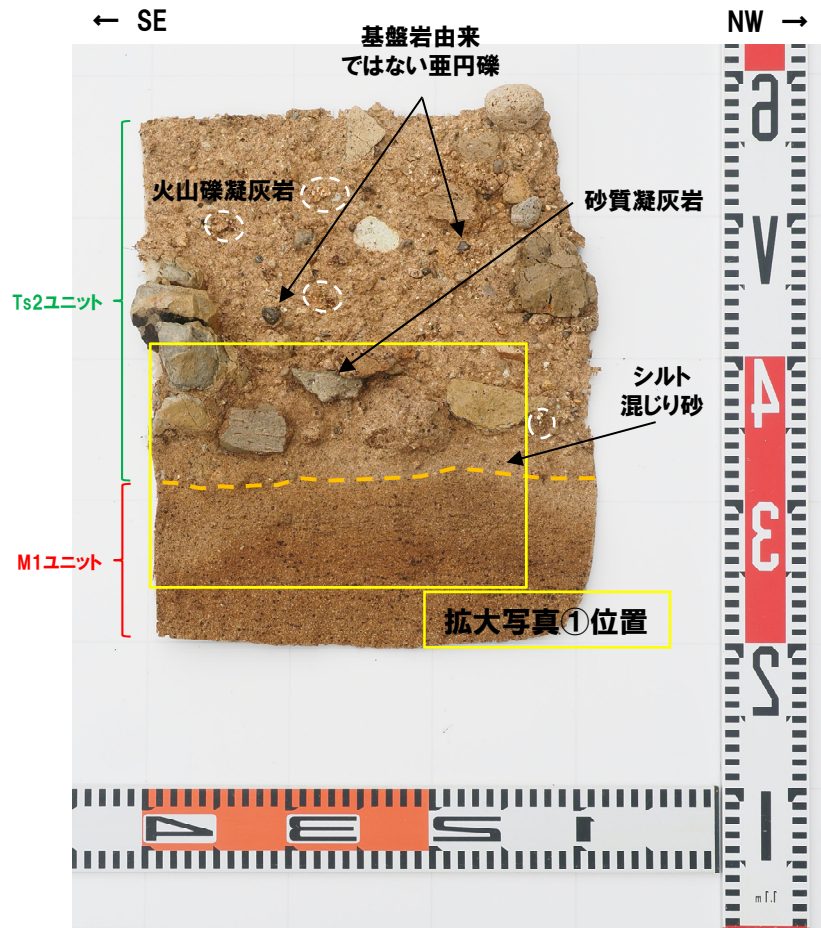 ← SE
NW →
基盤岩由来
ではない亜円礫
火山礫凝灰岩
砂質凝灰岩
Ts2ユニット
シルト
混じり砂
M1ユニット
拡大写真①位置
6
V
4
3
2
1
4 3 2 1
1.1m